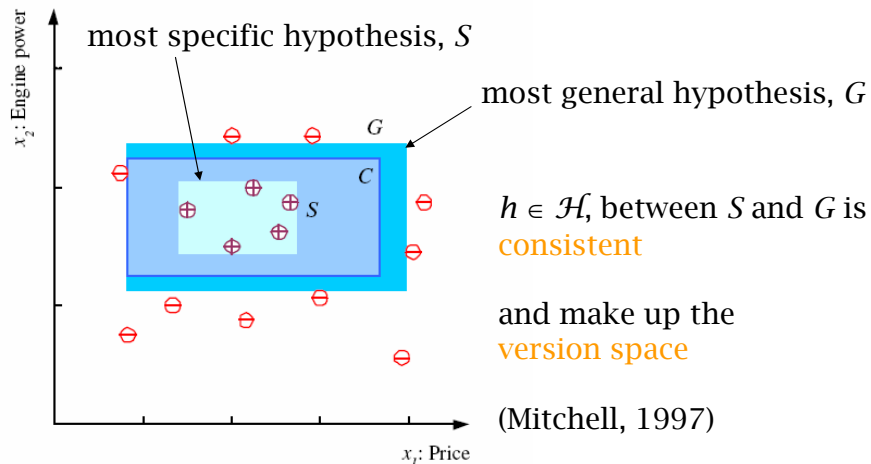 most specific hypothesis, S
most general hypothesis, G
x₂: Engine power
G
C
S
h ∈ ℋ, between S and G is
consistent
and make up the
version space
(Mitchell, 1997)
x₁: Price